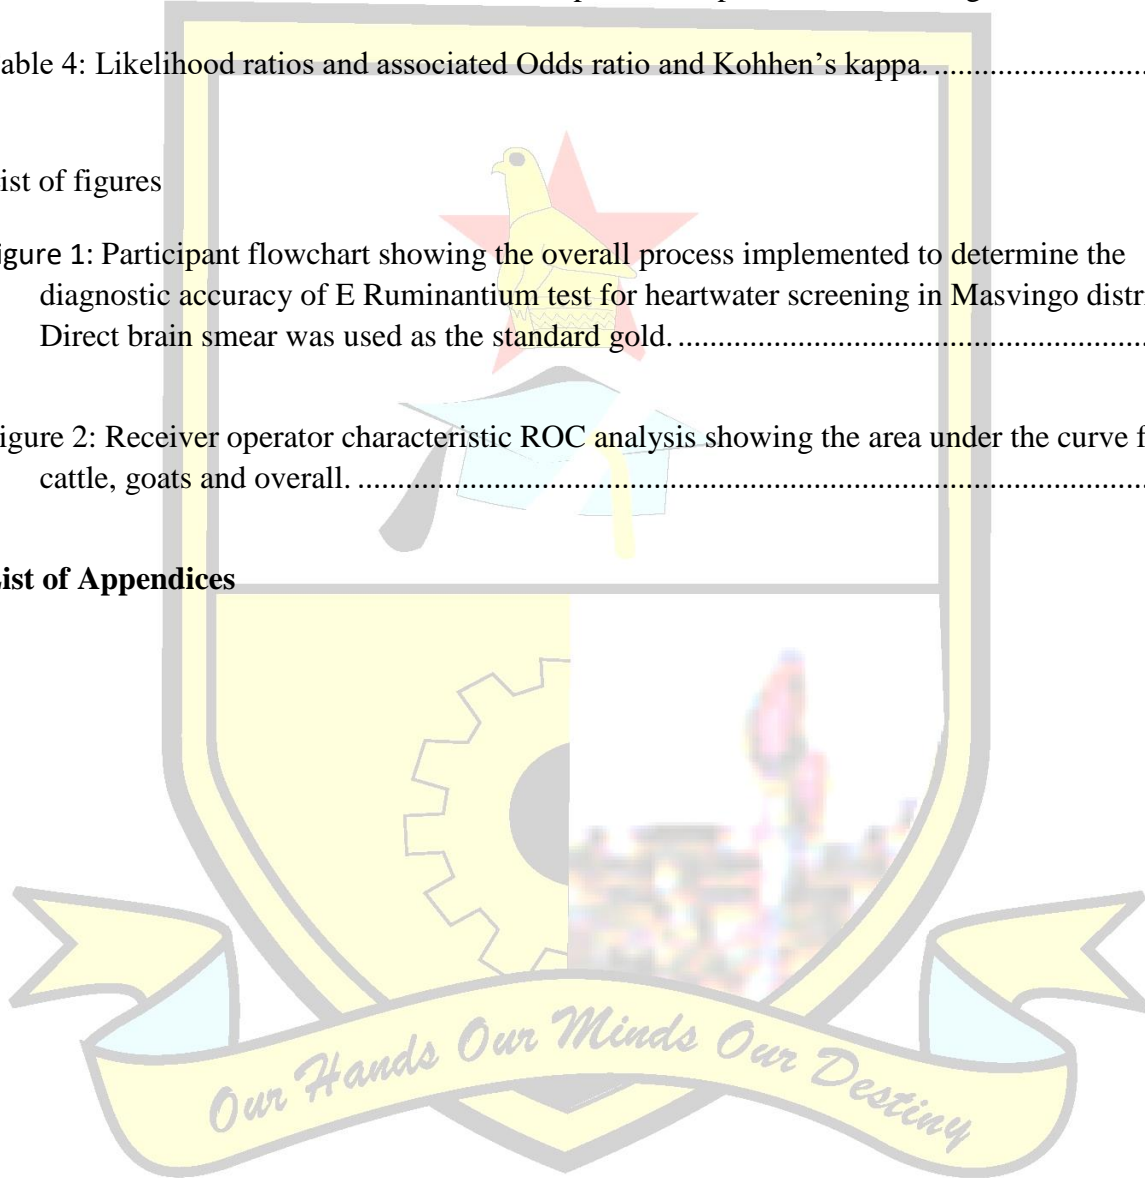 able 4: Likelihood ratios and associated Odds ratio and Kohhen’s kappa. ..........................
ist of figures
igure 1: Participant flowchart showing the overall process implemented to determine the
diagnostic accuracy of E Ruminantium test for heartwater screening in Masvingo distri
Direct brain smear was used as the standard gold. ..........................................................
igure 2: Receiver operator characteristic ROC analysis showing the area under the curve f
cattle, goats and overall. ..................................................................................................
List of Appendices
Our Hands Our Minds Our Destiny